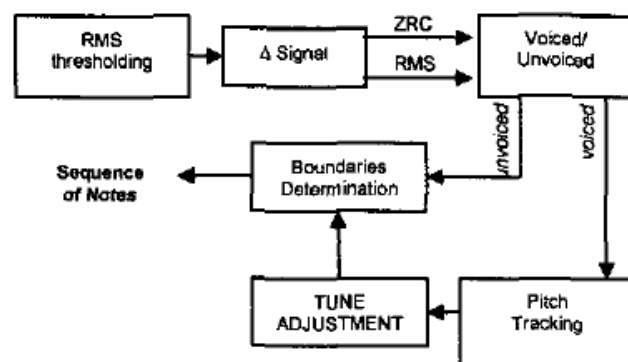 RMS
thresholding
Δ Signal
ZRC
RMS
Voiced/
Unvoiced
unvoiced
voiced
Boundaries
Determination
Sequence
of Notes
TUNE
ADJUSTMENT
Pitch
Tracking